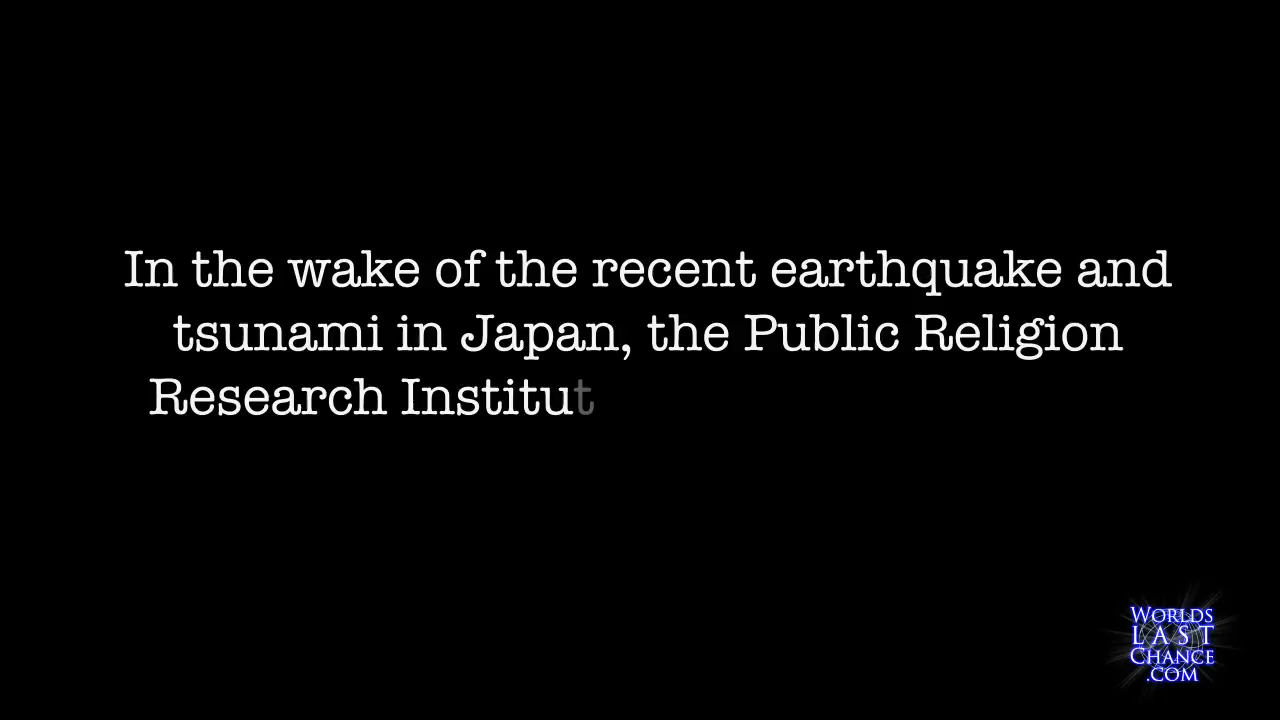 In the wake of the recent earthquake and
tsunami in Japan, the Public Religion
Research Institut
WORLDS
LAST
CHANCE
.COM